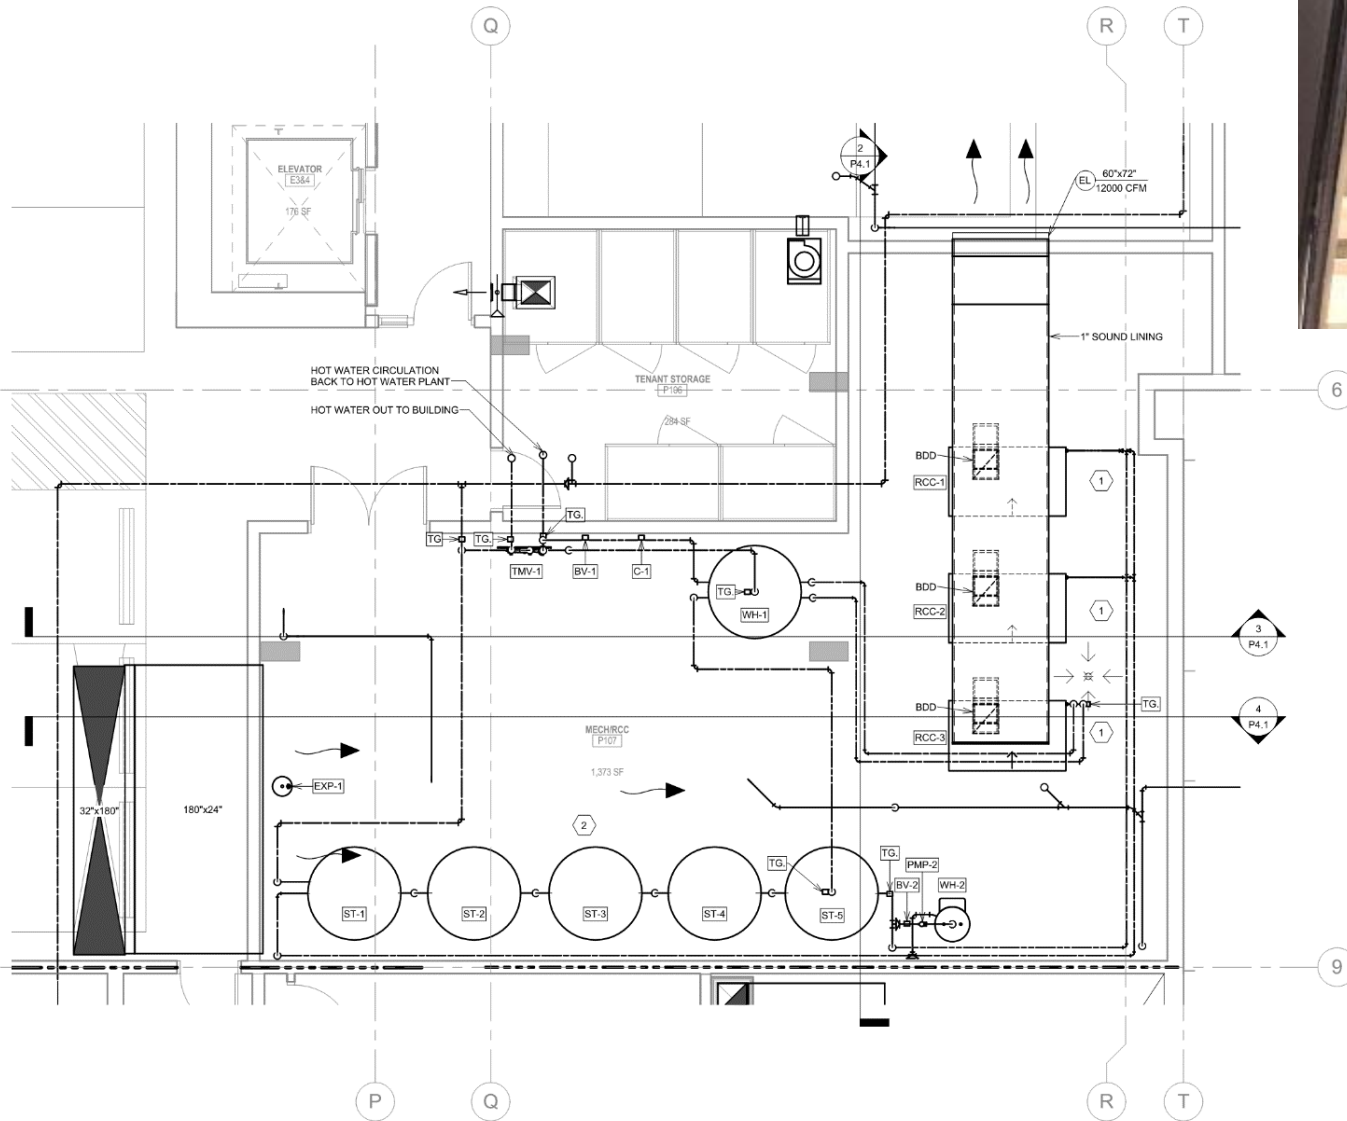 Q
R
T
2
P4.1
ELEVATOR
E3&4
176 SF
EL
60"x72"
12000 CFM
1" SOUND LINING
HOT WATER CIRCULATION
BACK TO HOT WATER PLANT
HOT WATER OUT TO BUILDING
TENANT STORAGE
P106
284 SF
6
BDD
RCC-1
1
TG.
TG
TG.
TMV-1
BV-1
C-1
TG.
WH-1
BDD
RCC-2
1
3
P4.1
BDD
RCC-3
TG.
1
4
P4.1
MECH/RCC
P107
1,373 SF
EXP-1
32"x180"
180"x24"
2
TG.
TG.
PMP-2
BV-2
WH-2
ST-1
ST-2
ST-3
ST-4
ST-5
9
P
Q
R
T